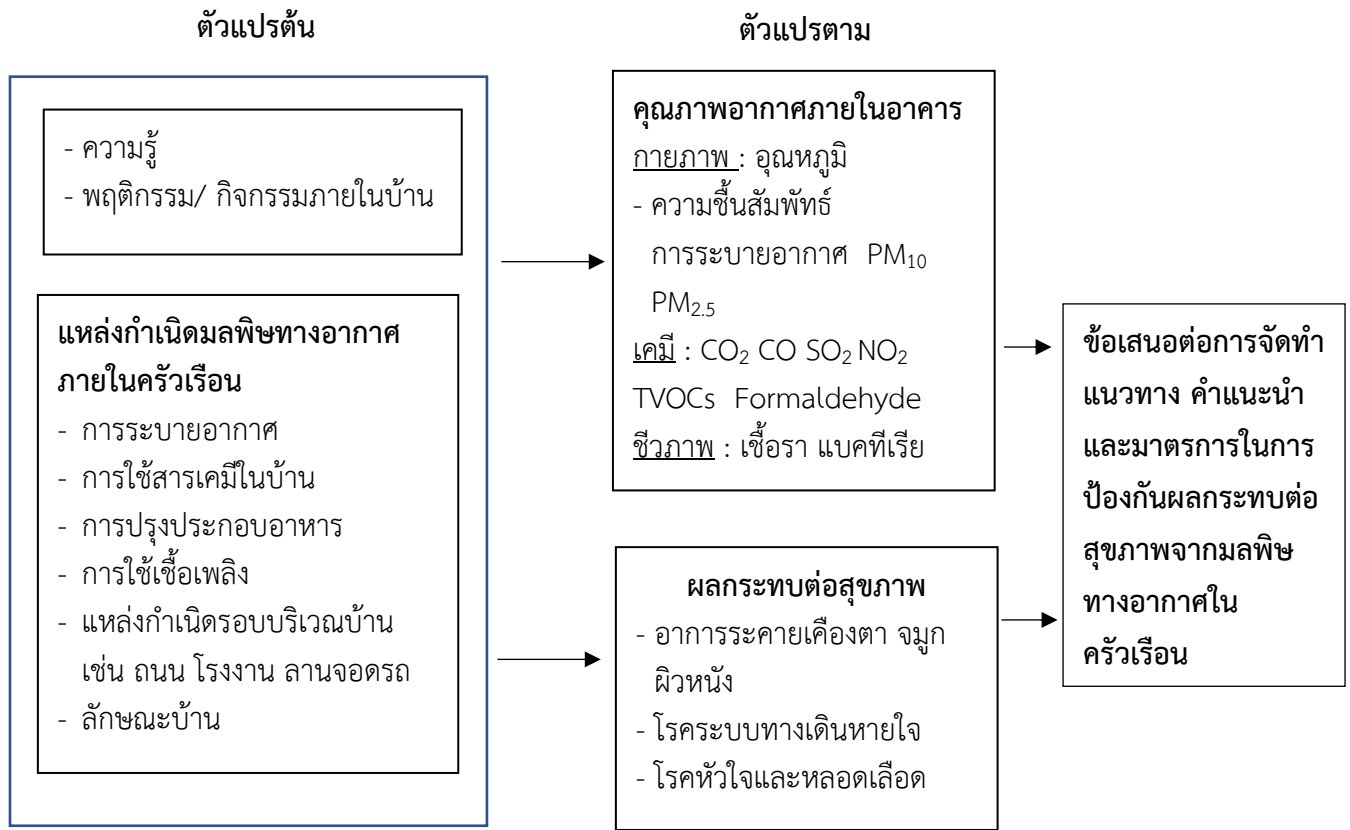 ตัวแปรต้น
ตัวแปรตาม
- ความรู้
- พฤติกรรม/ กิจกรรมภายในบ้าน
แหล่งกำเนิดมลพิษทางอากาศ
ภายในครัวเรือน
- การระบายอากาศ
- การใช้สารเคมีในบ้าน
- การปรุงประกอบอาหาร
- การใช้เชื้อเพลิง
- แหล่งกำเนิดรอบบริเวณบ้าน
เช่น ถนน โรงงาน ลานจอดรถ
- ลักษณะบ้าน
คุณภาพอากาศภายในอาคาร
กายภาพ : อุณหภูมิ
- ความชื้นสัมพัทธ์
การระบายอากาศ PM₁₀
PM₂.₅
เคมี : CO₂ CO SO₂ NO₂
TVOCs Formaldehyde
ชีวภาพ : เชื้อรา แบคทีเรีย
ผลกระทบต่อสุขภาพ
- อาการระคายเคืองตา จมูก
ผิวหนัง
- โรคระบบทางเดินหายใจ
- โรคหัวใจและหลอดเลือด
ข้อเสนอต่อการจัดทำ
แนวทาง คำแนะนำ
และมาตรการในการ
ป้องกันผลกระทบต่อ
สุขภาพจากมลพิษ
ทางอากาศใน
ครัวเรือน